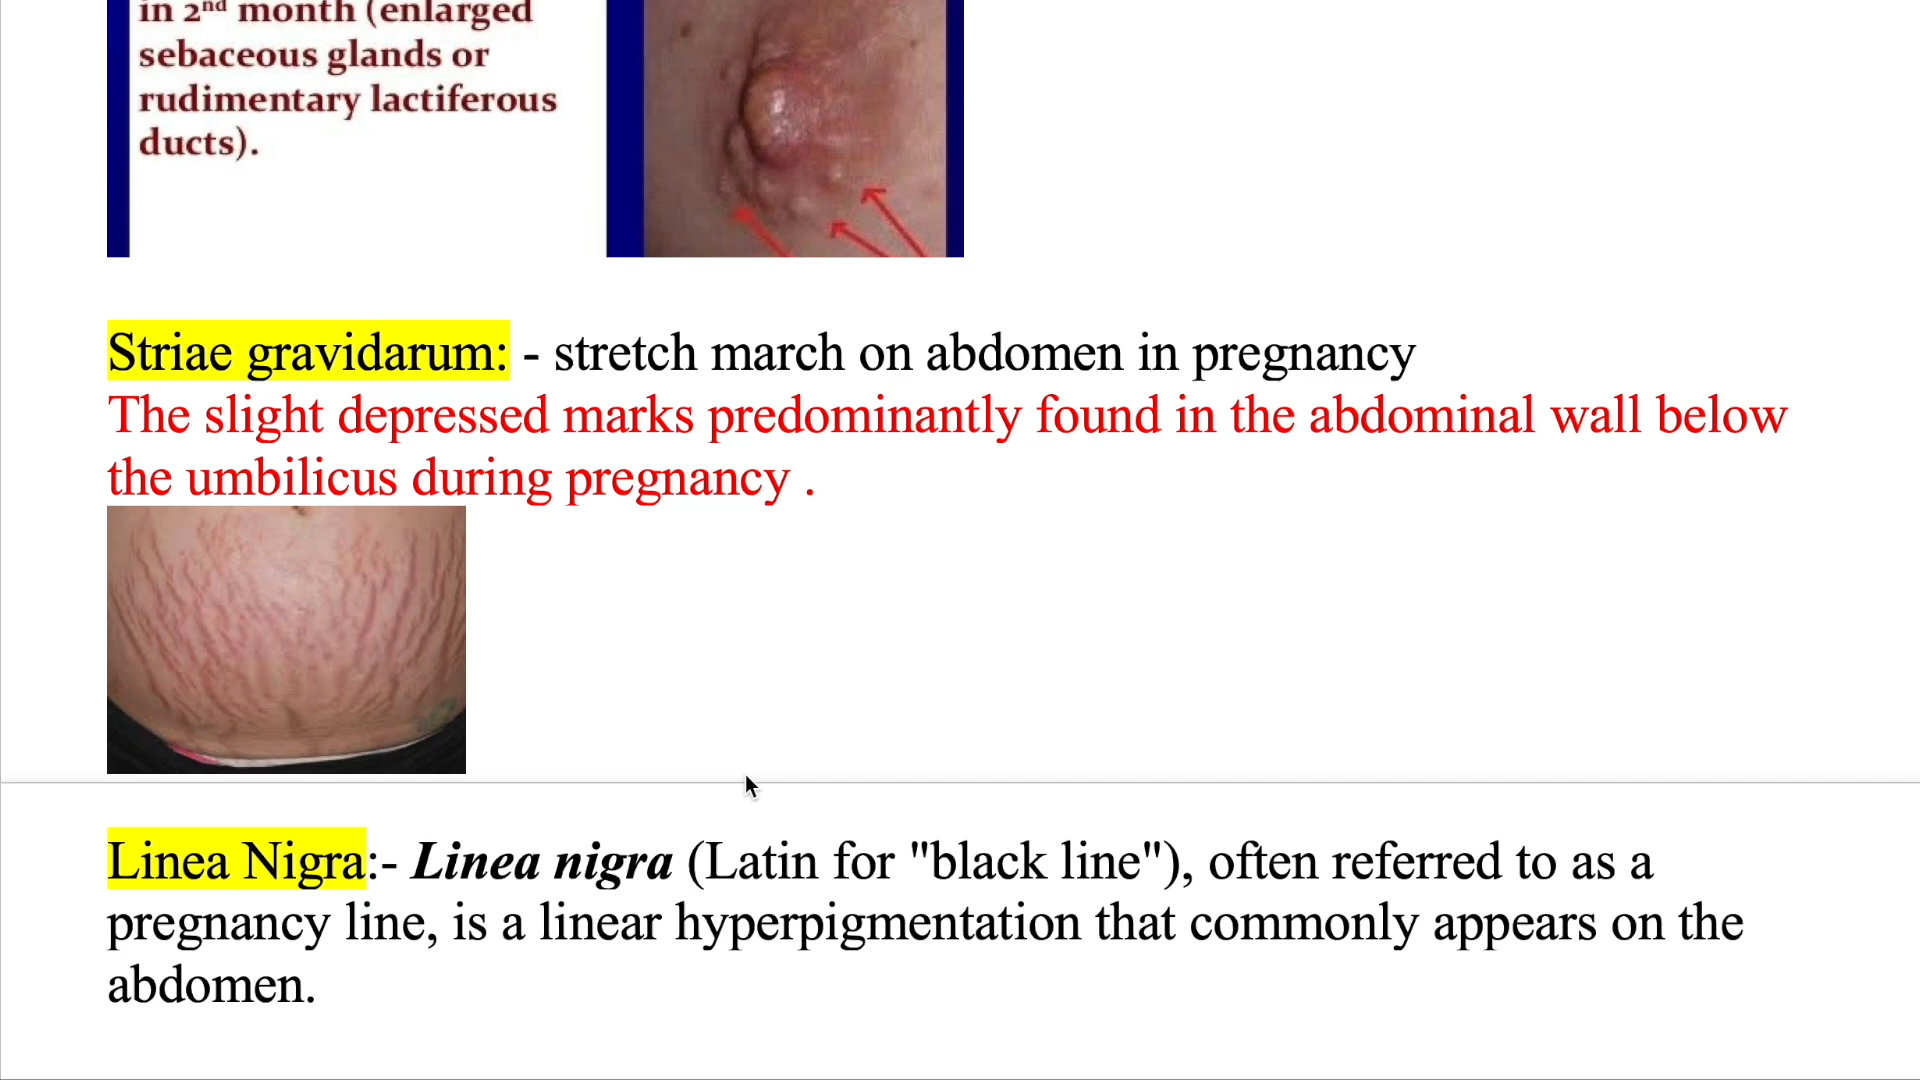 in 2nd month (enlarged
sebaceous glands or
rudimentary lactiferous
ducts).
Striae gravidarum: - stretch march on abdomen in pregnancy
The slight depressed marks predominantly found in the abdominal wall below
the umbilicus during pregnancy .
Linea Nigra:- Linea nigra (Latin for "black line"), often referred to as a
pregnancy line, is a linear hyperpigmentation that commonly appears on the
abdomen.